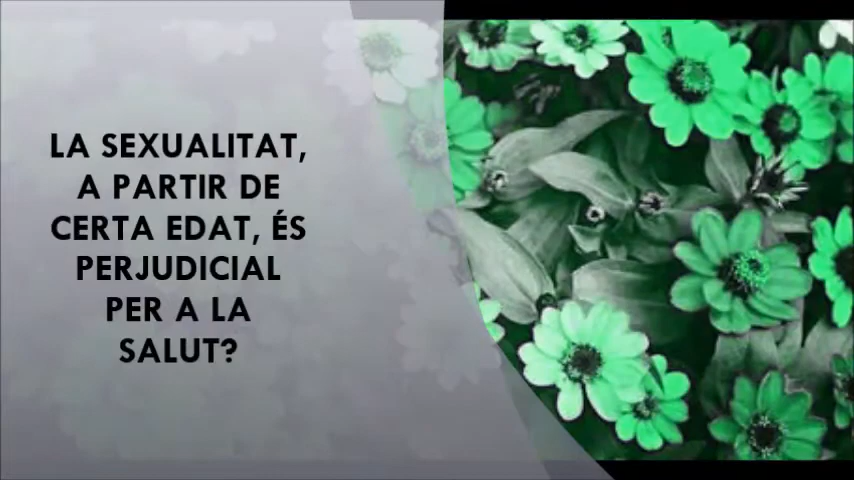 LA SEXUALITAT,
A PARTIR DE
CERTA EDAT, ÉS
PERJUDICIAL
PER A LA
SALUT?